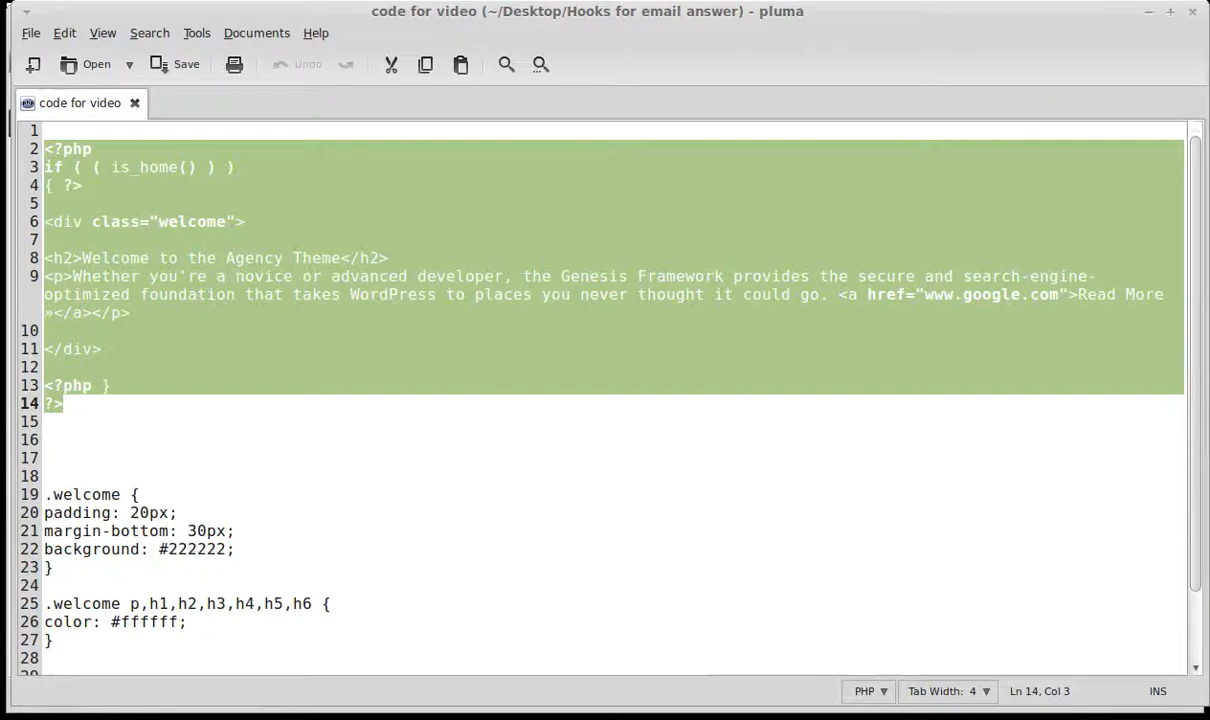 code for video (~/Desktop/Hooks for email answer) - pluma
File Edit View Search Tools Documents Help
Open Save Undo
code for video
1
2 <?php
3 if ( ( is_home() ) )
4 { ?>
5
6 <div class="welcome">
7
8 <h2>Welcome to the Agency Theme</h2>
9 <p>Whether you're a novice or advanced developer, the Genesis Framework provides the secure and search-engine-
optimized foundation that takes WordPress to places you never thought it could go. <a href="www.google.com">Read More
»</a></p>
10
11 </div>
12
13 <?php }
14 ?>
15
16
17
18
19 .welcome {
20 padding: 20px;
21 margin-bottom: 30px;
22 background: #222222;
23 }
24
25 .welcome p,h1,h2,h3,h4,h5,h6 {
26 color: #ffffff;
27 }
28
PHP Tab Width: 4 Ln 14, Col 3 INS